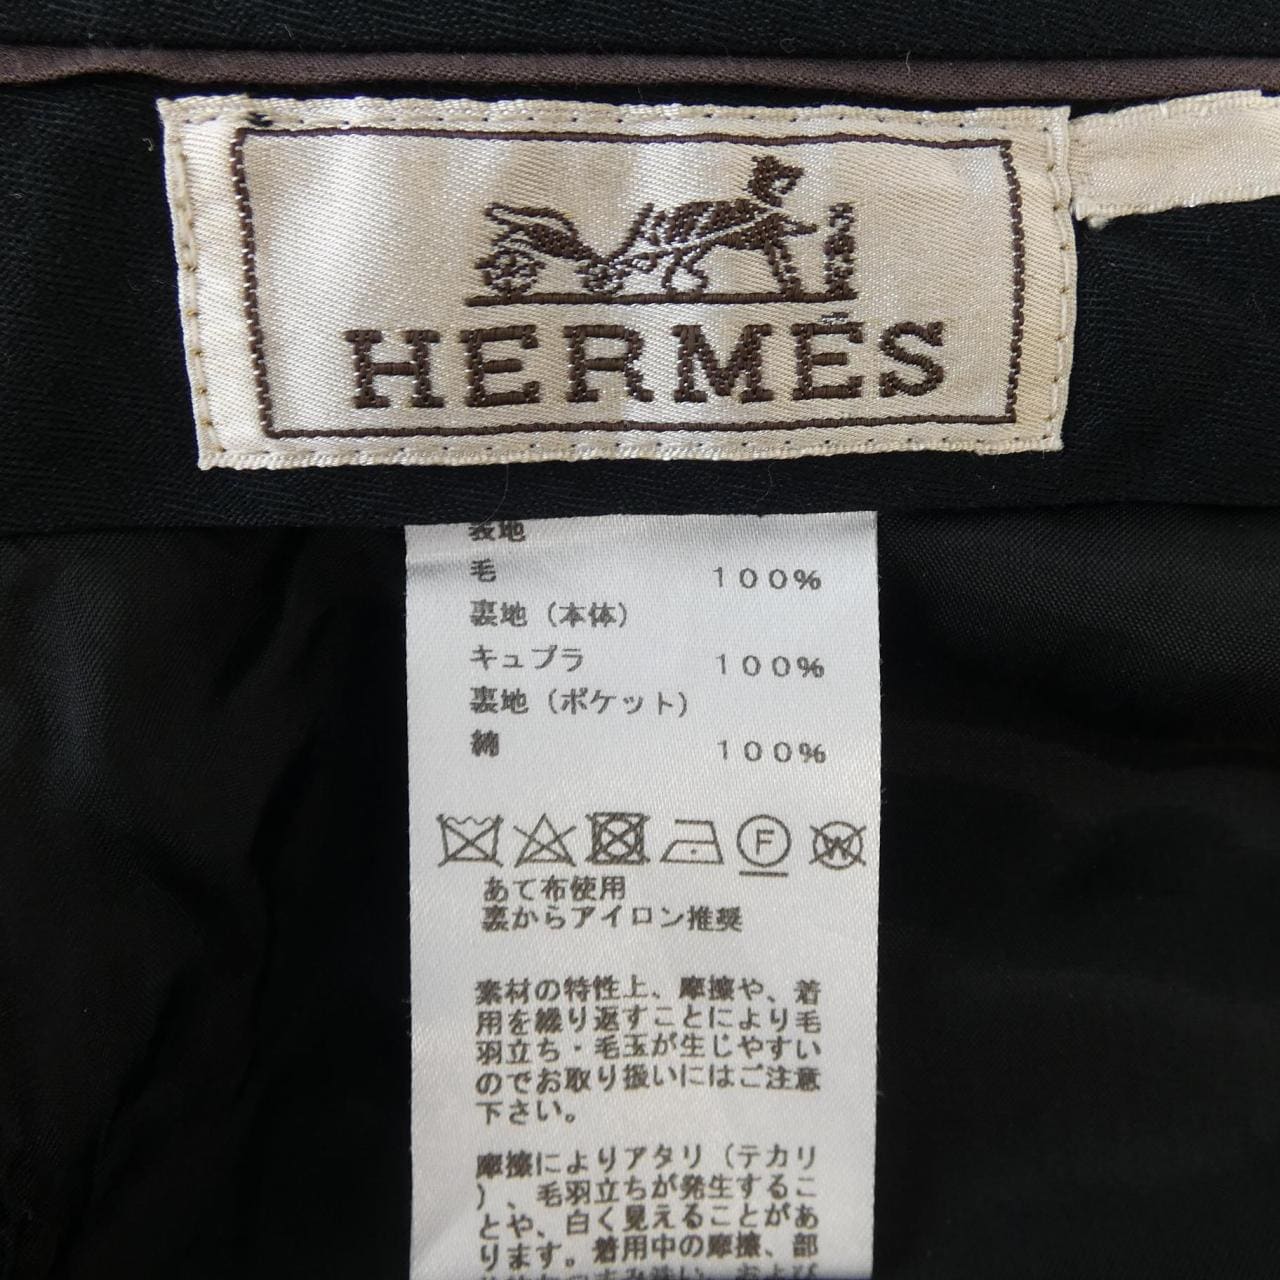 HERMÈS
表地
毛 100%
裏地（本体）
キュプラ 100%
裏地（ポケット）
綿 100%
F W
あて布使用
裏からアイロン推奨
素材の特性上、摩擦や、着
用を繰り返すことにより毛
羽立ち・毛玉が生じやすい
のでお取り扱いにはご注意
下さい。
摩擦によりアタリ（テカリ
）、毛羽立ちが発生するこ
とや、白く見えることがあ
ります。着用中の摩擦、部